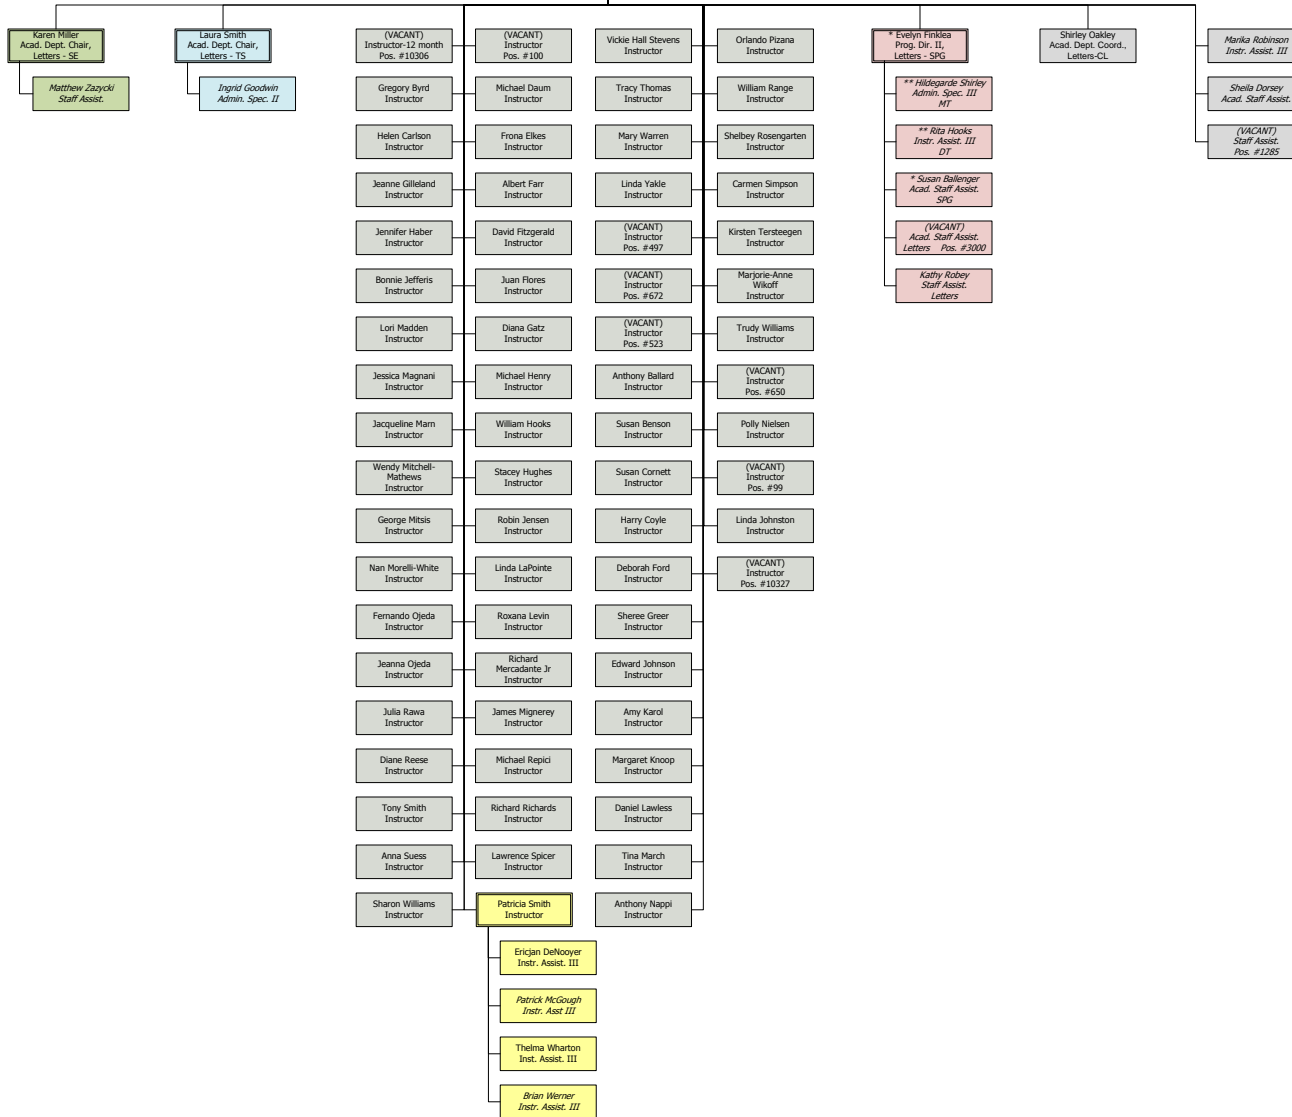 Karen Miller
Acad. Dept. Chair,
Letters - SE
Matthew Zazycki
Staff Assist.
Laura Smith
Acad. Dept. Chair,
Letters - TS
Ingrid Goodwin
Admin. Spec. II
(VACANT)
Instructor-12 month
Pos. #10306
Gregory Byrd
Instructor
Helen Carlson
Instructor
Jeanne Gilleland
Instructor
Jennifer Haber
Instructor
Bonnie Jefferis
Instructor
Lori Madden
Instructor
Jessica Magnani
Instructor
Jacqueline Marn
Instructor
Wendy Mitchell-
Mathews
Instructor
George Mitsis
Instructor
Nan Morelli-White
Instructor
Fernando Ojeda
Instructor
Jeanna Ojeda
Instructor
Julia Rawa
Instructor
Diane Reese
Instructor
Tony Smith
Instructor
Anna Suess
Instructor
Sharon Williams
Instructor
(VACANT)
Instructor
Pos. #100
Michael Daum
Instructor
Frona Elkes
Instructor
Albert Farr
Instructor
David Fitzgerald
Instructor
Juan Flores
Instructor
Diana Gatz
Instructor
Michael Henry
Instructor
William Hooks
Instructor
Stacey Hughes
Instructor
Robin Jensen
Instructor
Linda LaPointe
Instructor
Roxana Levin
Instructor
Richard
Mercadante Jr
Instructor
James Mignerey
Instructor
Michael Repici
Instructor
Richard Richards
Instructor
Lawrence Spicer
Instructor
Patricia Smith
Instructor
Ericjan DeNooyer
Instr. Assist. III
Patrick McGough
Instr. Asst III
Thelma Wharton
Inst. Assist. III
Brian Werner
Instr. Assist. III
Vickie Hall Stevens
Instructor
Tracy Thomas
Instructor
Mary Warren
Instructor
Linda Yakle
Instructor
(VACANT)
Instructor
Pos. #497
(VACANT)
Instructor
Pos. #672
(VACANT)
Instructor
Pos. #523
Anthony Ballard
Instructor
Susan Benson
Instructor
Susan Cornett
Instructor
Harry Coyle
Instructor
Deborah Ford
Instructor
Sheree Greer
Instructor
Edward Johnson
Instructor
Amy Karol
Instructor
Margaret Knoop
Instructor
Daniel Lawless
Instructor
Tina March
Instructor
Anthony Nappi
Instructor
Orlando Pizana
Instructor
William Range
Instructor
Shelbey Rosengarten
Instructor
Carmen Simpson
Instructor
Kirsten Tersteegen
Instructor
Marjorie-Anne
Wikoff
Instructor
Trudy Williams
Instructor
(VACANT)
Instructor
Pos. #650
Polly Nielsen
Instructor
(VACANT)
Instructor
Pos. #99
Linda Johnston
Instructor
(VACANT)
Instructor
Pos. #10327
* Evelyn Finklea
Prog. Dir. II,
Letters - SPG
** Hildegarde Shirley
Admin. Spec. III
MT
** Rita Hooks
Instr. Assist. III
DT
* Susan Ballenger
Acad. Staff Assist.
SPG
(VACANT)
Acad. Staff Assist.
Letters Pos. #3000
Kathy Robey
Staff Assist.
Letters
Shirley Oakley
Acad. Dept. Coord.,
Letters-CL
Marika Robinson
Instr. Assist. III
Sheila Dorsey
Acad. Staff Assist.
(VACANT)
Staff Assist.
Pos. #1285